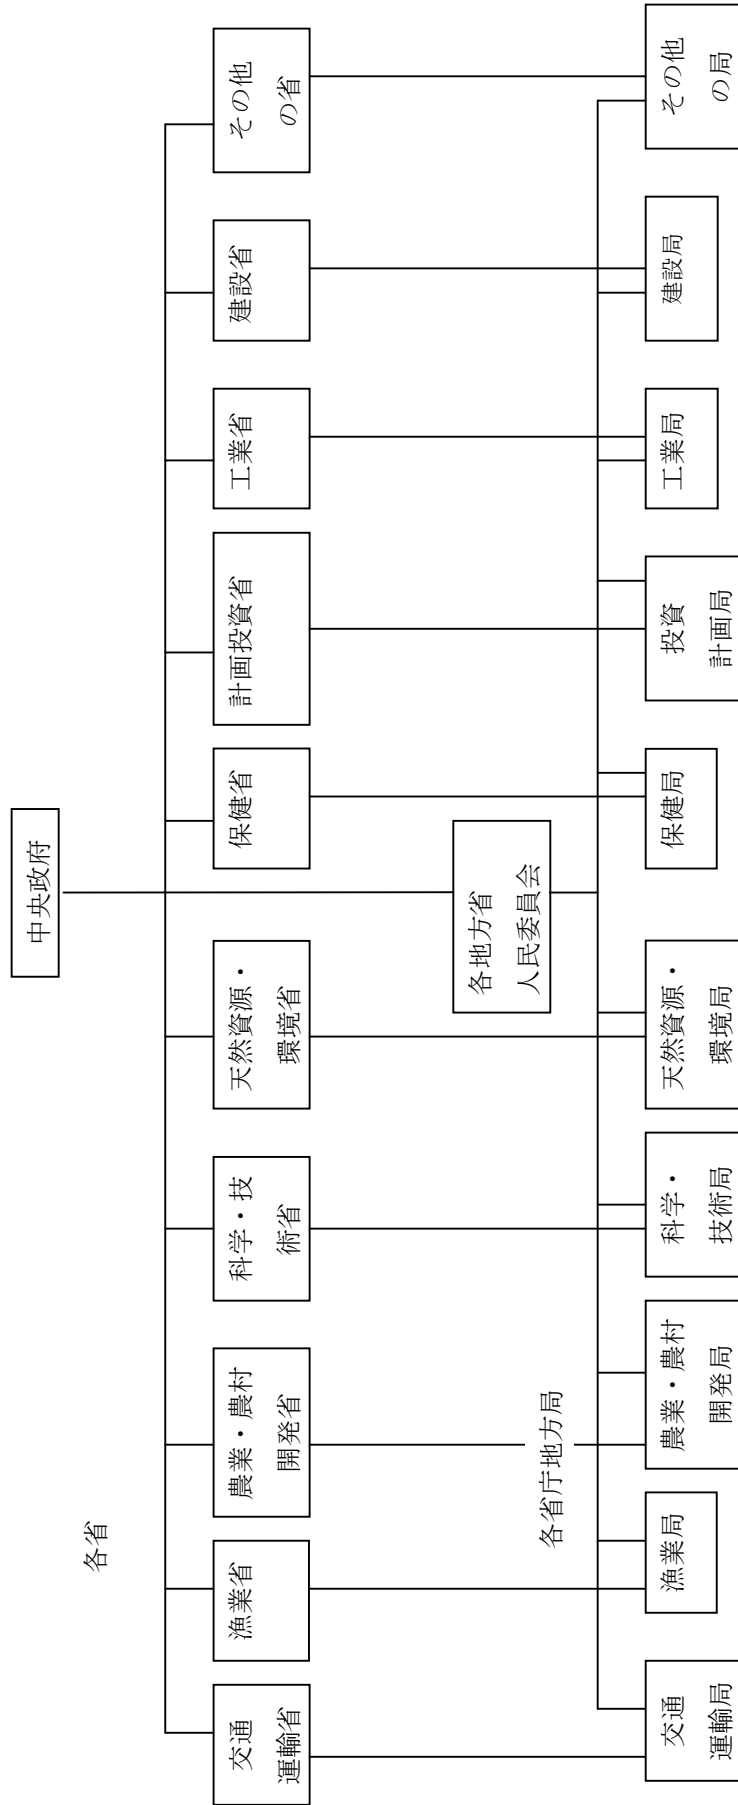 中央政府
各省
交通
運輸省
漁業省
農業・農村
開発省
科学・技
術省
天然資源・
環境省
保健省
計画投資省
工業省
建設省
その他
の省
各地方省
人民委員会
各省庁地方局
交通
運輸局
漁業局
農業・農村
開発局
科学・
技術局
天然資源・
環境局
保健局
投資
計画局
工業局
建設局
その他
の局